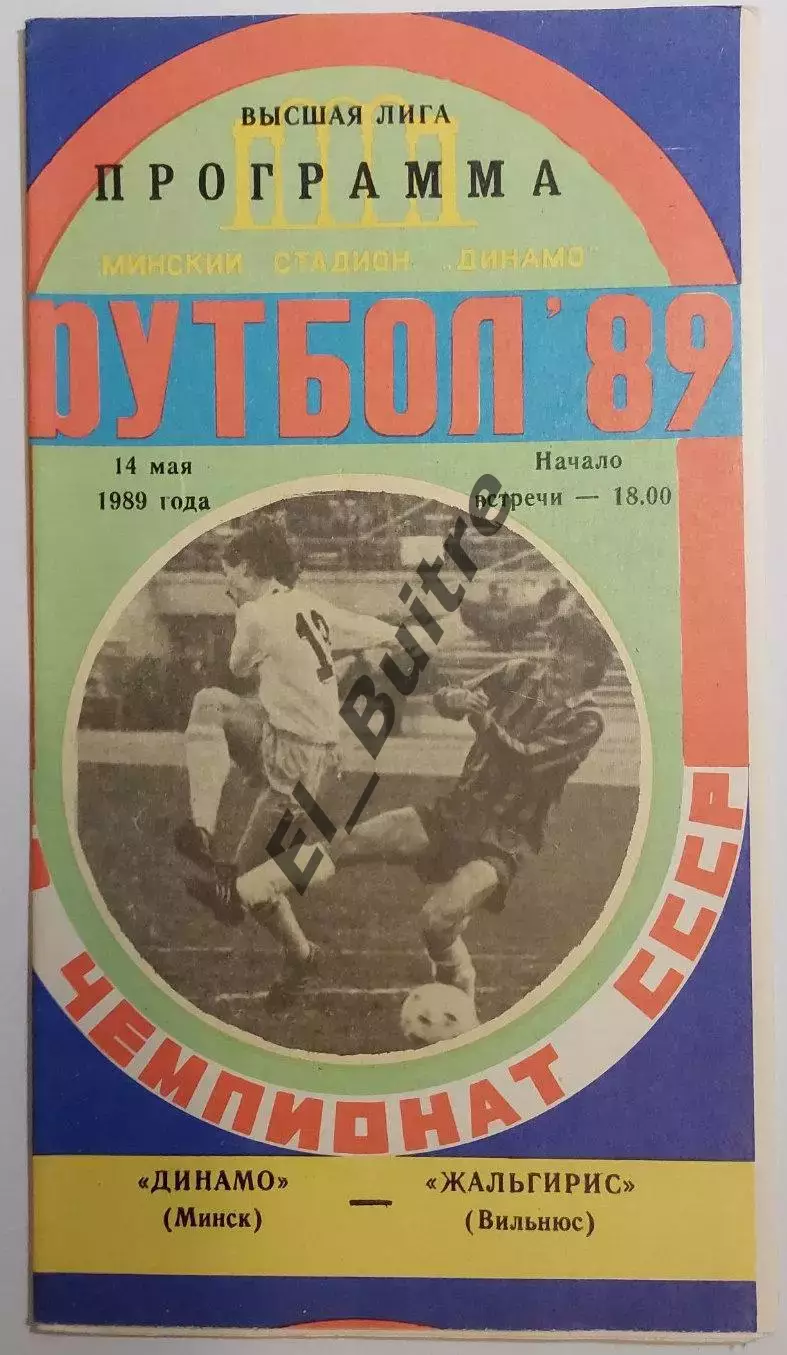 ВЫСШАЯ ЛИГА
ПРОГРАММА
МИНСКИЙ СТАДИОН „ДИНАМО"
ФУТБОЛ '89
14 мая
1989 года
Начало
встречи — 18.00
12
El_Buitre
ЧЕМПИОНАТ СССР
«ДИНАМО» — «ЖАЛЬГИРИС»
(Минск) (Вильнюс)